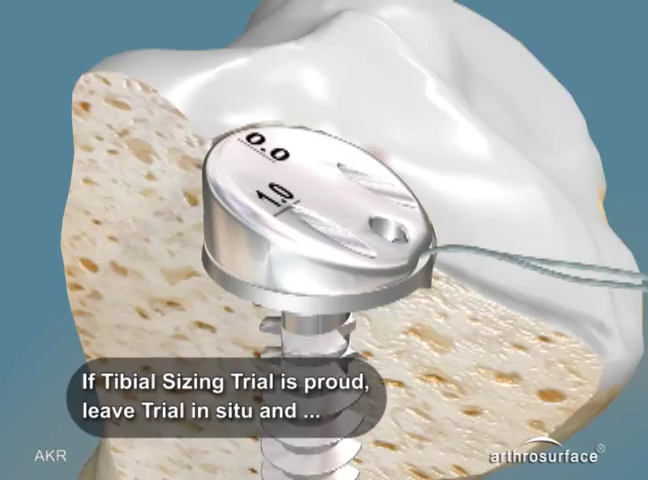 0.0
1.0
If Tibial Sizing Trial is proud,
leave Trial in situ and ...
AKR
arthrosurface®